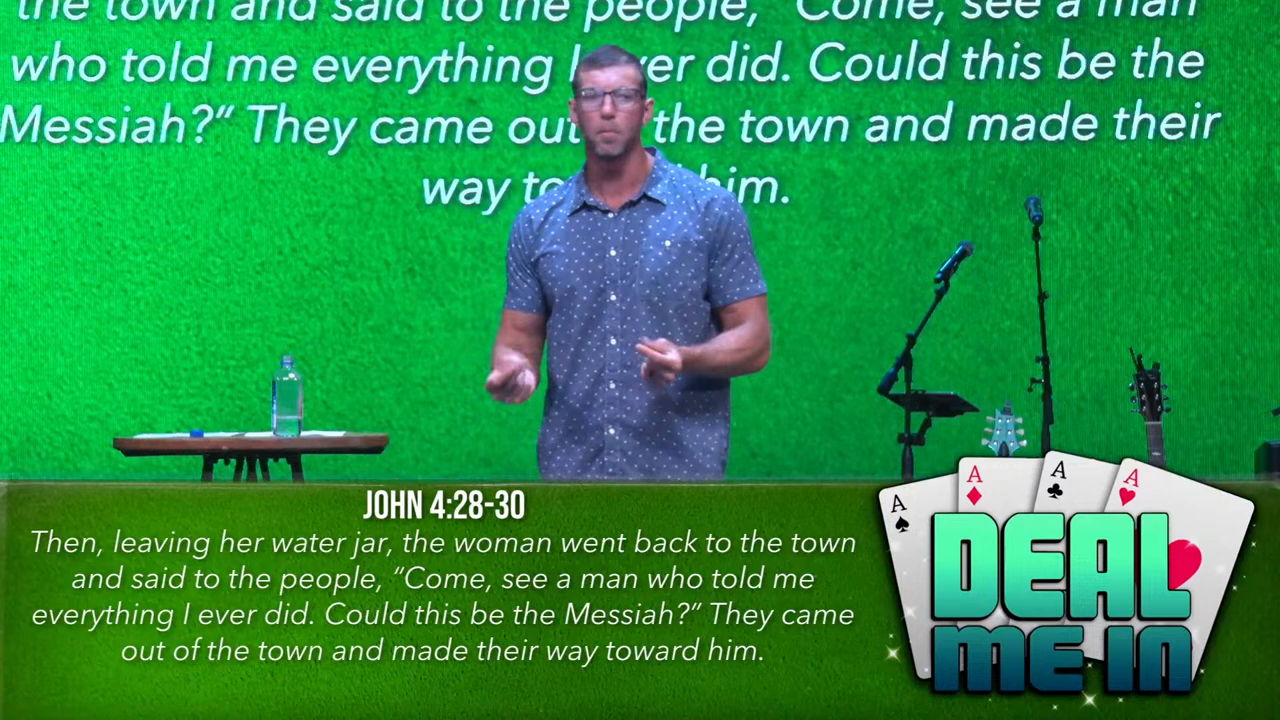 the town and said to the people, “Come, see a man
who told me everything I ever did. Could this be the
Messiah?” They came out the town and made their
way to him.
JOHN 4:28-30
Then, leaving her water jar, the woman went back to the town
and said to the people, “Come, see a man who told me
everything I ever did. Could this be the Messiah?” They came
out of the town and made their way toward him.
A
A
A
A
DEAL
ME IN